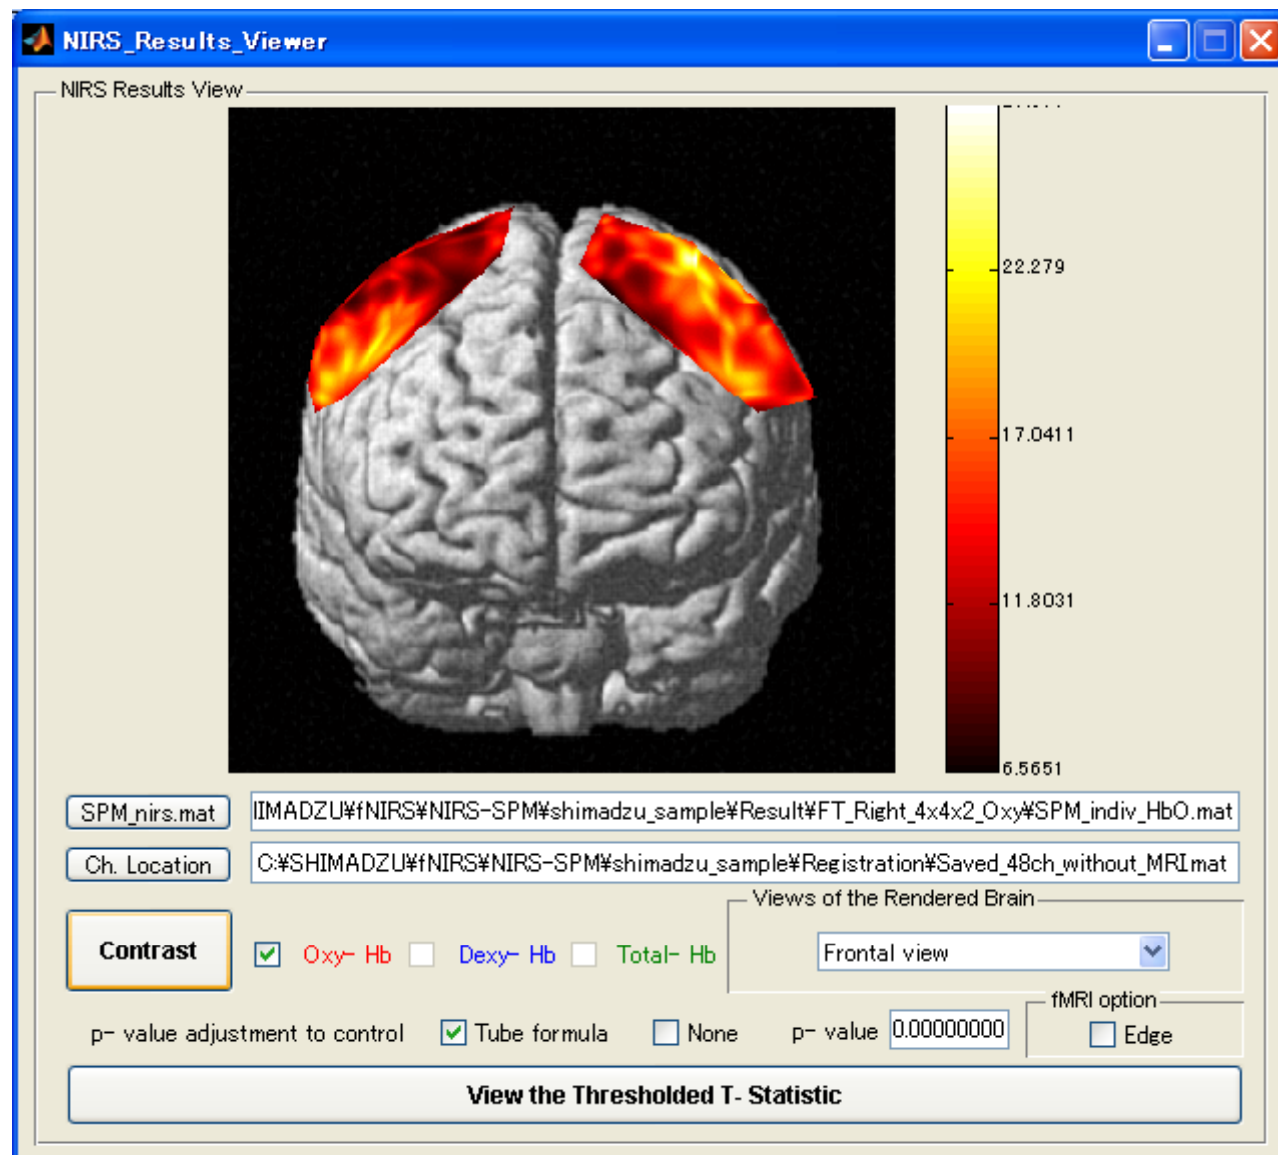 NIRS_Results_Viewer
NIRS Results View
22.279
17.0411
11.8031
6.5651
SPM_nirs.mat
IIMADZU¥fNIRS¥NIRS-SPM¥shimadzu_sample¥Result¥FT_Right_4x4x2_Oxy¥SPM_indiv_HbO.mat
Ch. Location
C:¥SHIMADZU¥fNIRS¥NIRS-SPM¥shimadzu_sample¥Registration¥Saved_48ch_without_MRI.mat
Views of the Rendered Brain
Contrast
Oxy- Hb
Dexy- Hb
Total- Hb
Frontal view
fMRI option
p- value adjustment to control
Tube formula
None
p- value
0.00000000
Edge
View the Thresholded T- Statistic